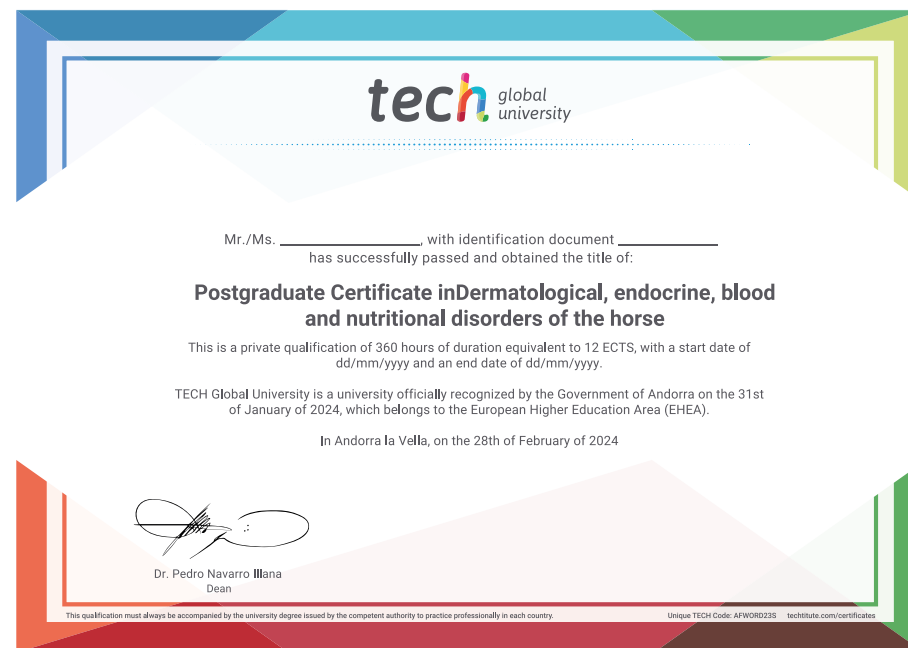 tech global university
Mr./Ms. ____________, with identification document ____________
has successfully passed and obtained the title of:
Postgraduate Certificate inDermatological, endocrine, blood
and nutritional disorders of the horse
This is a private qualification of 360 hours of duration equivalent to 12 ECTS, with a start date of
dd/mm/yyyy and an end date of dd/mm/yyyy.
TECH Global University is a university officially recognized by the Government of Andorra on the 31st
of January of 2024, which belongs to the European Higher Education Area (EHEA).
In Andorra la Vella, on the 28th of February of 2024
Dr. Pedro Navarro Illana
Dean
This qualification must always be accompanied by the university degree issued by the competent authority to practice professionally in each country. Unique TECH Code: AFWORD23S techtitute.com/certificates